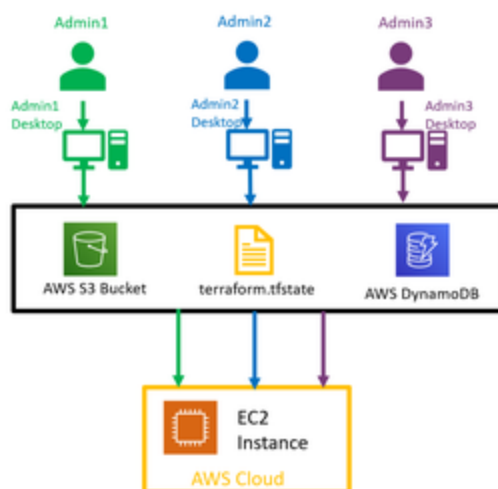 Admin1
Admin2
Admin3
Admin1
Desktop
Admin2
Desktop
Admin3
Desktop
AWS S3 Bucket
terraform.tfstate
AWS DynamoDB
EC2
Instance
AWS Cloud